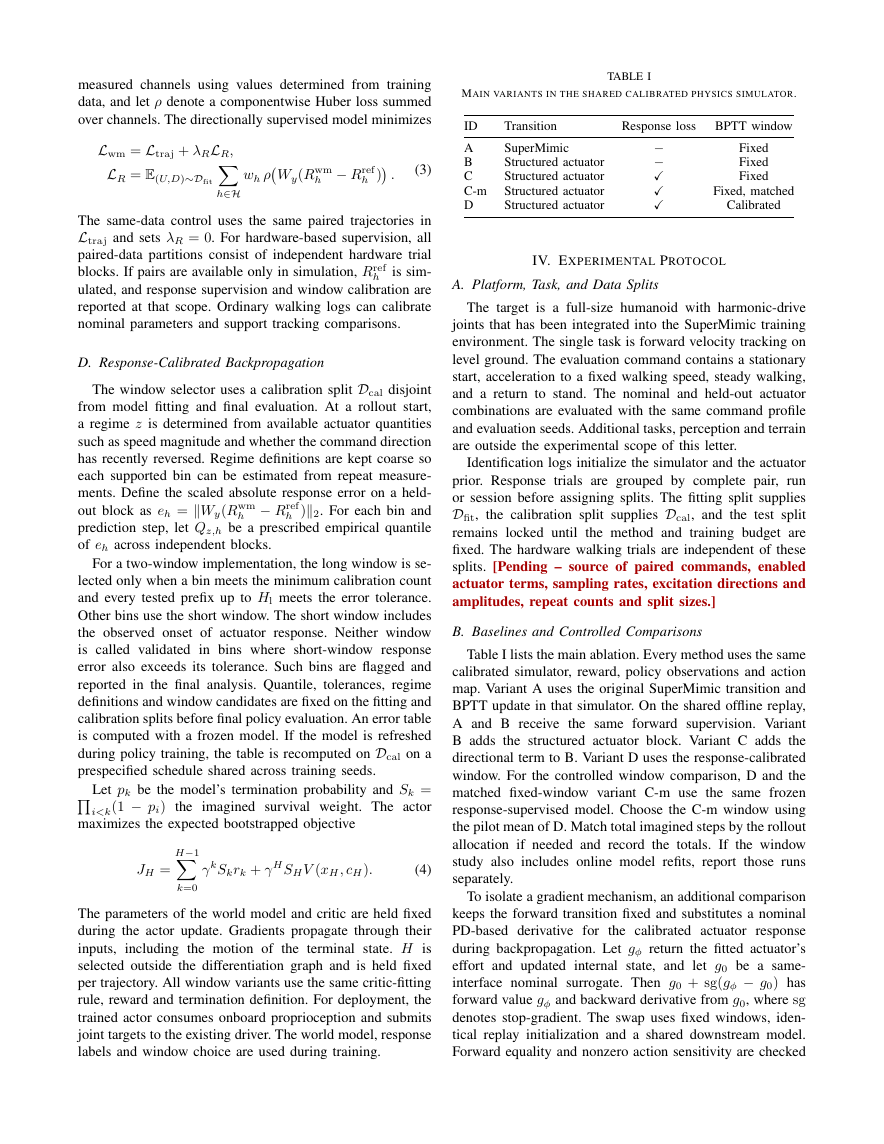 measured channels using values determined from training
data, and let ρ denote a componentwise Huber loss summed
over channels. The directionally supervised model minimizes
L_wm = L_traj + λ_R L_R,
L_R = E_{(U,D)∼D_fit} ∑_{h∈H} w_h ρ(W_y(R_h^wm − R_h^ref)). (3)
The same-data control uses the same paired trajectories in
L_traj and sets λ_R = 0. For hardware-based supervision, all
paired-data partitions consist of independent hardware trial
blocks. If pairs are available only in simulation, R_h^ref is sim-
ulated, and response supervision and window calibration are
reported at that scope. Ordinary walking logs can calibrate
nominal parameters and support tracking comparisons.
D. Response-Calibrated Backpropagation
The window selector uses a calibration split D_cal disjoint
from model fitting and final evaluation. At a rollout start,
a regime z is determined from available actuator quantities
such as speed magnitude and whether the command direction
has recently reversed. Regime definitions are kept coarse so
each supported bin can be estimated from repeat measure-
ments. Define the scaled absolute response error on a held-
out block as e_h = ‖W_y(R_h^wm − R_h^ref)‖_2. For each bin and
prediction step, let Q_{z,h} be a prescribed empirical quantile
of e_h across independent blocks.
For a two-window implementation, the long window is se-
lected only when a bin meets the minimum calibration count
and every tested prefix up to H_l meets the error tolerance.
Other bins use the short window. The short window includes
the observed onset of actuator response. Neither window
is called validated in bins where short-window response
error also exceeds its tolerance. Such bins are flagged and
reported in the final analysis. Quantile, tolerances, regime
definitions and window candidates are fixed on the fitting and
calibration splits before final policy evaluation. An error table
is computed with a frozen model. If the model is refreshed
during policy training, the table is recomputed on D_cal on a
prespecified schedule shared across training seeds.
Let p_k be the model's termination probability and S_k =
∏_{i<k}(1 − p_i) the imagined survival weight. The actor
maximizes the expected bootstrapped objective
J_H = ∑_{k=0}^{H−1} γ^k S_k r_k + γ^H S_H V(x_H, c_H). (4)
The parameters of the world model and critic are held fixed
during the actor update. Gradients propagate through their
inputs, including the motion of the terminal state. H is
selected outside the differentiation graph and is held fixed
per trajectory. All window variants use the same critic-fitting
rule, reward and termination definition. For deployment, the
trained actor consumes onboard proprioception and submits
joint targets to the existing driver. The world model, response
labels and window choice are used during training.
TABLE I
MAIN VARIANTS IN THE SHARED CALIBRATED PHYSICS SIMULATOR.
ID Transition Response loss BPTT window
A SuperMimic − Fixed
B Structured actuator − Fixed
C Structured actuator ✓ Fixed
C-m Structured actuator ✓ Fixed, matched
D Structured actuator ✓ Calibrated
IV. EXPERIMENTAL PROTOCOL
A. Platform, Task, and Data Splits
The target is a full-size humanoid with harmonic-drive
joints that has been integrated into the SuperMimic training
environment. The single task is forward velocity tracking on
level ground. The evaluation command contains a stationary
start, acceleration to a fixed walking speed, steady walking,
and a return to stand. The nominal and held-out actuator
combinations are evaluated with the same command profile
and evaluation seeds. Additional tasks, perception and terrain
are outside the experimental scope of this letter.
Identification logs initialize the simulator and the actuator
prior. Response trials are grouped by complete pair, run
or session before assigning splits. The fitting split supplies
D_fit, the calibration split supplies D_cal, and the test split
remains locked until the method and training budget are
fixed. The hardware walking trials are independent of these
splits. [Pending – source of paired commands, enabled
actuator terms, sampling rates, excitation directions and
amplitudes, repeat counts and split sizes.]
B. Baselines and Controlled Comparisons
Table I lists the main ablation. Every method uses the same
calibrated simulator, reward, policy observations and action
map. Variant A uses the original SuperMimic transition and
BPTT update in that simulator. On the shared offline replay,
A and B receive the same forward supervision. Variant
B adds the structured actuator block. Variant C adds the
directional term to B. Variant D uses the response-calibrated
window. For the controlled window comparison, D and the
matched fixed-window variant C-m use the same frozen
response-supervised model. Choose the C-m window using
the pilot mean of D. Match total imagined steps by the rollout
allocation if needed and record the totals. If the window
study also includes online model refits, report those runs
separately.
To isolate a gradient mechanism, an additional comparison
keeps the forward transition fixed and substitutes a nominal
PD-based derivative for the calibrated actuator response
during backpropagation. Let g_ϕ return the fitted actuator's
effort and updated internal state, and let g_0 be a same-
interface nominal surrogate. Then g_0 + sg(g_ϕ − g_0) has
forward value g_ϕ and backward derivative from g_0, where sg
denotes stop-gradient. The swap uses fixed windows, iden-
tical replay initialization and a shared downstream model.
Forward equality and nonzero action sensitivity are checked